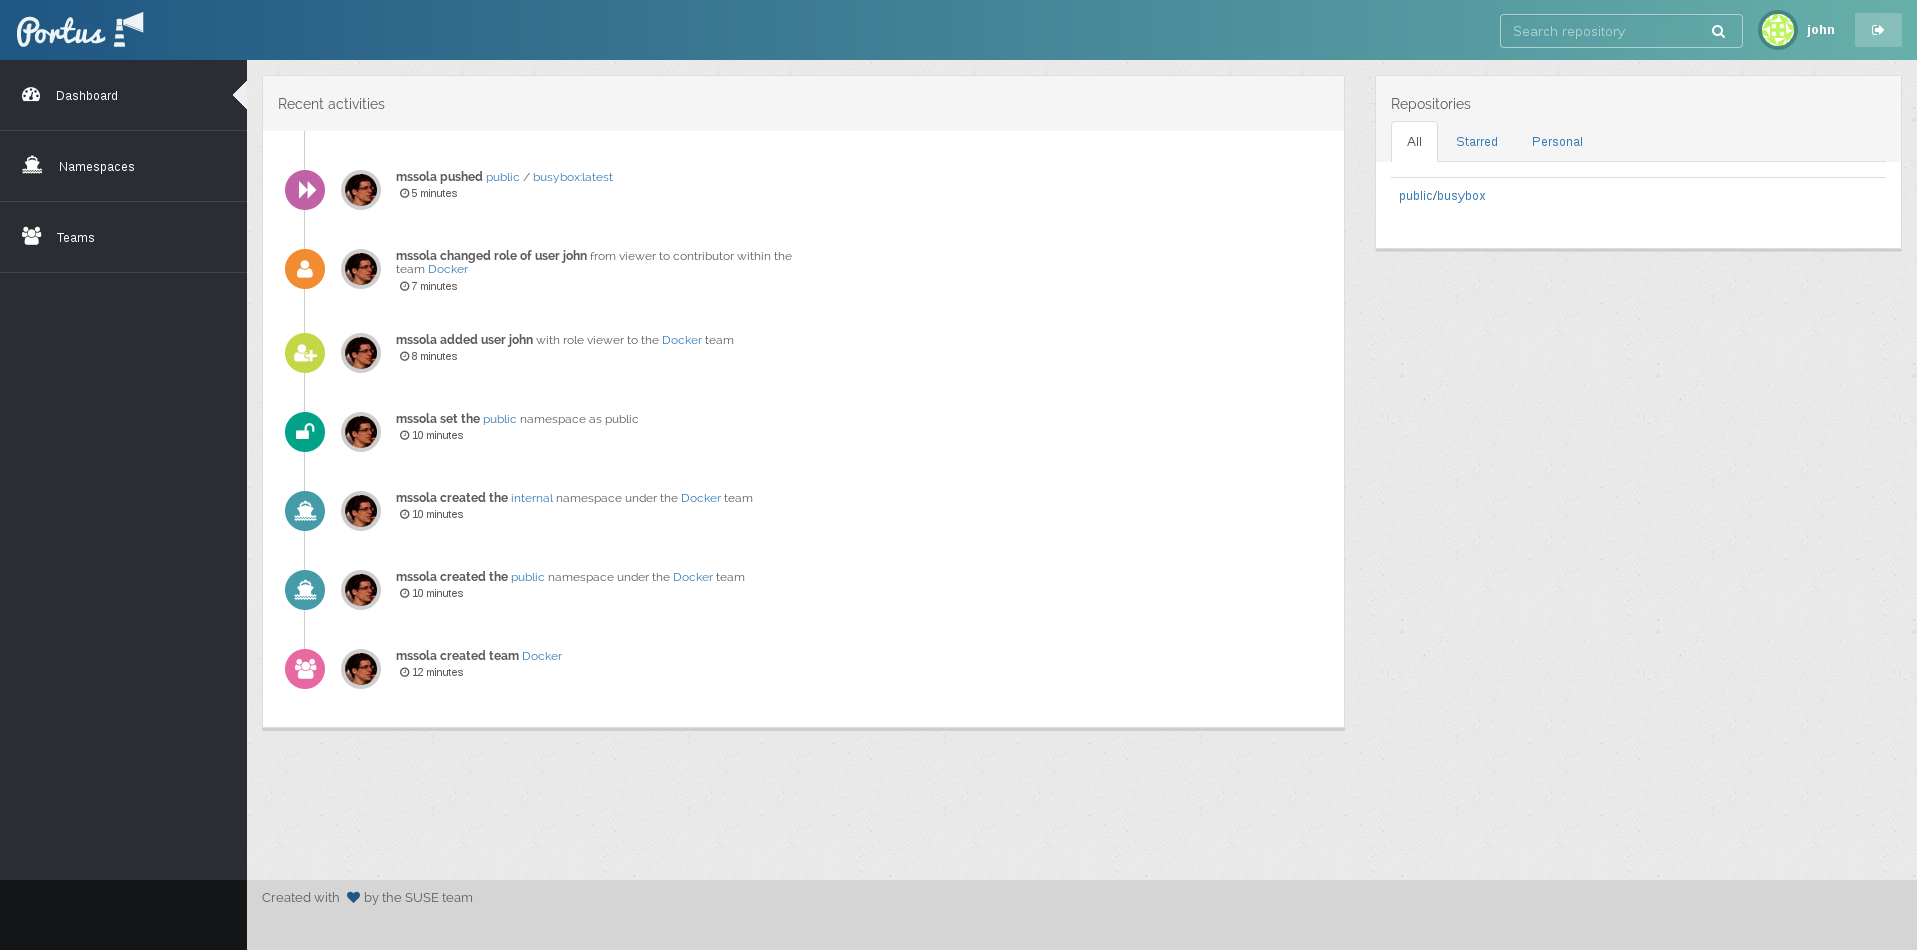 Portus
Search repository
john
Dashboard
Namespaces
Teams
Recent activities
mssola pushed public / busybox:latest
5 minutes
mssola changed role of user john from viewer to contributor within the
team Docker
7 minutes
mssola added user john with role viewer to the Docker team
8 minutes
mssola set the public namespace as public
10 minutes
mssola created the internal namespace under the Docker team
10 minutes
mssola created the public namespace under the Docker team
10 minutes
mssola created team Docker
12 minutes
Repositories
All Starred Personal
public/busybox
Created with by the SUSE team